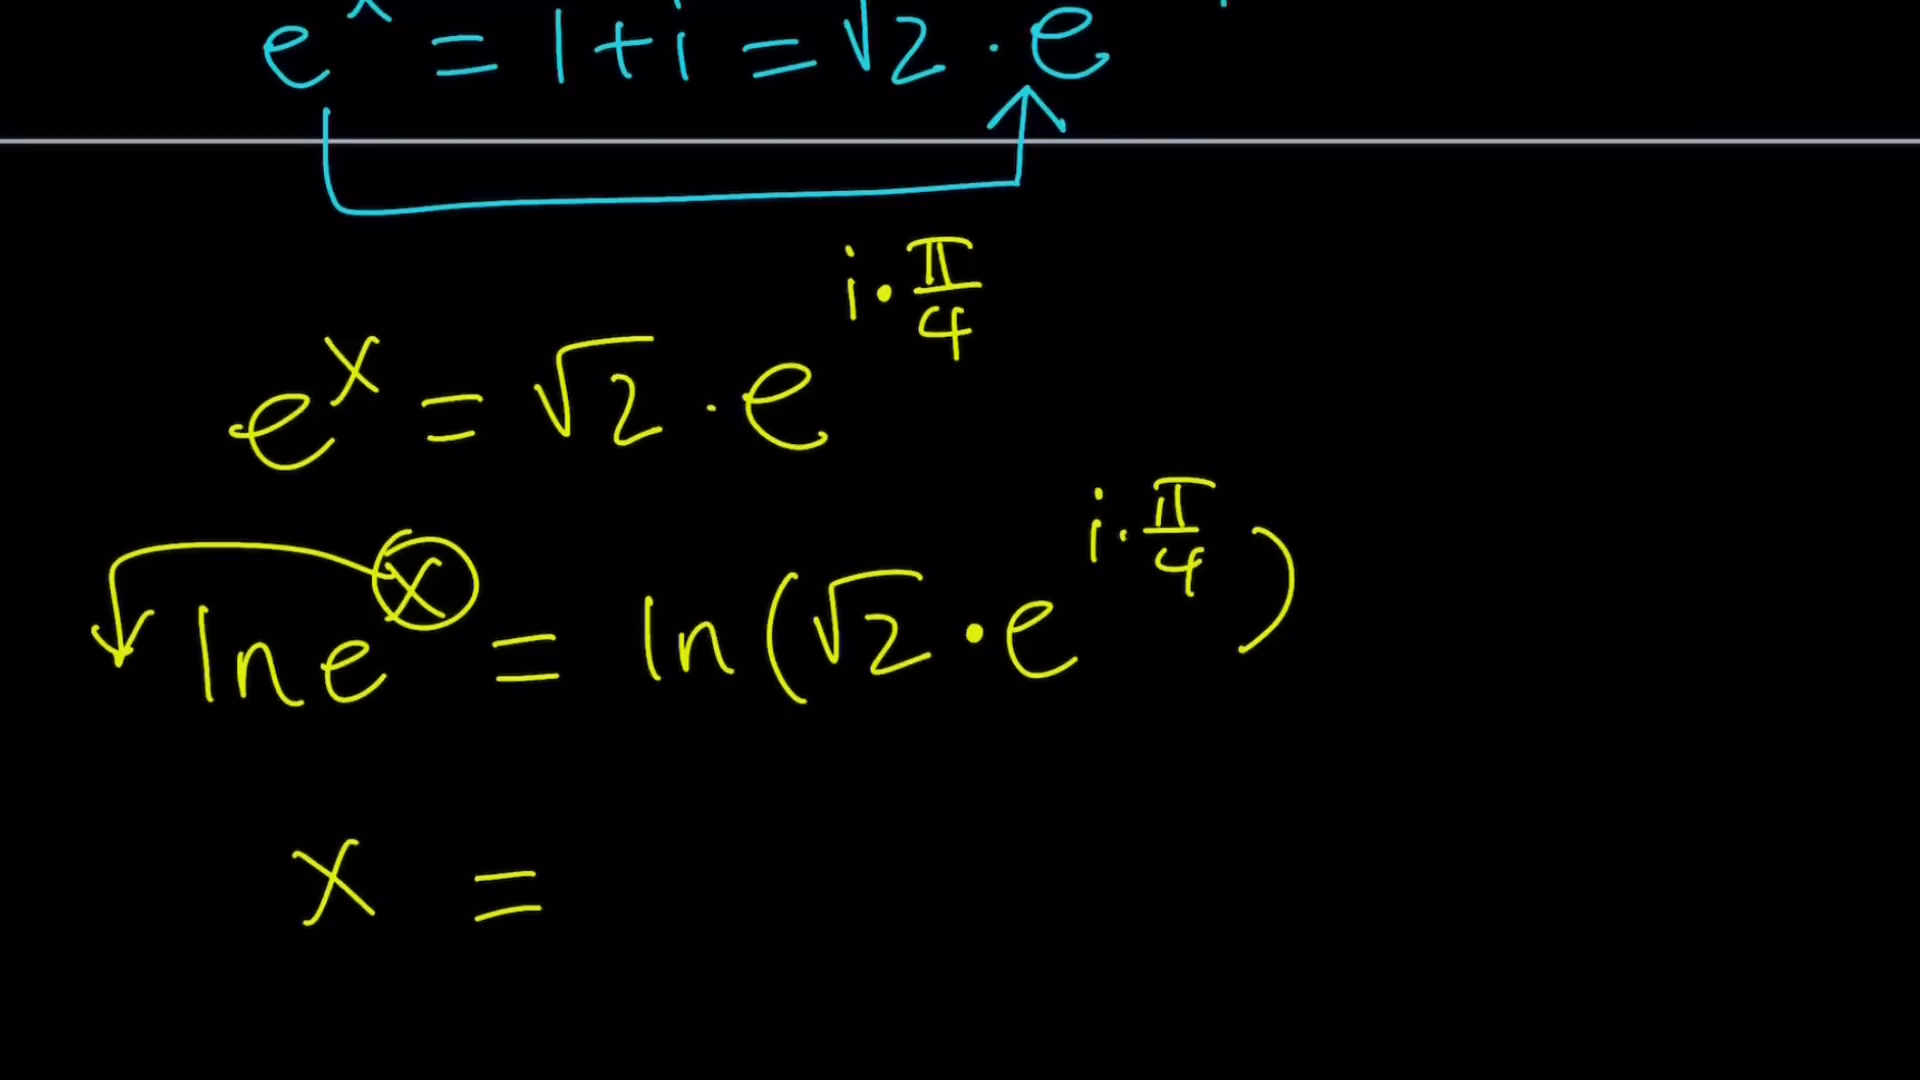 e^x = 1+i = √2 · e
e^x = √2 · e^(i·π/4)
ln e^x = ln(√2 · e^(i·π/4))
x =